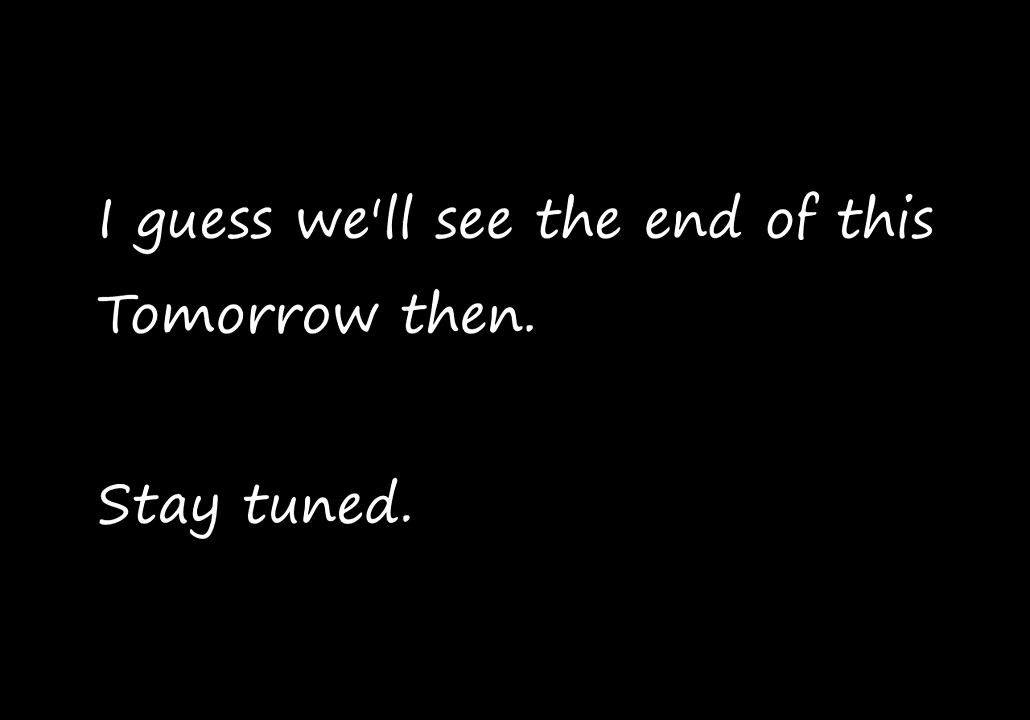 I guess we'll see the end of this
Tomorrow then.
Stay tuned.